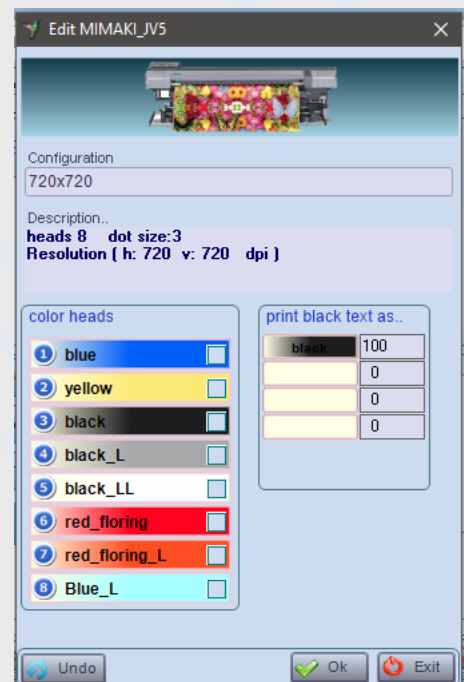 Edit MIMAKI_JV5
Configuration
720x720
Description..
heads 8 dot size:3
Resolution ( h: 720 v: 720 dpi )
color heads
1 blue
2 yellow
3 black
4 black_L
5 black_LL
6 red_floring
7 red_floring_L
8 Blue_L
print black text as..
black 100
0
0
0
Undo
Ok
Exit